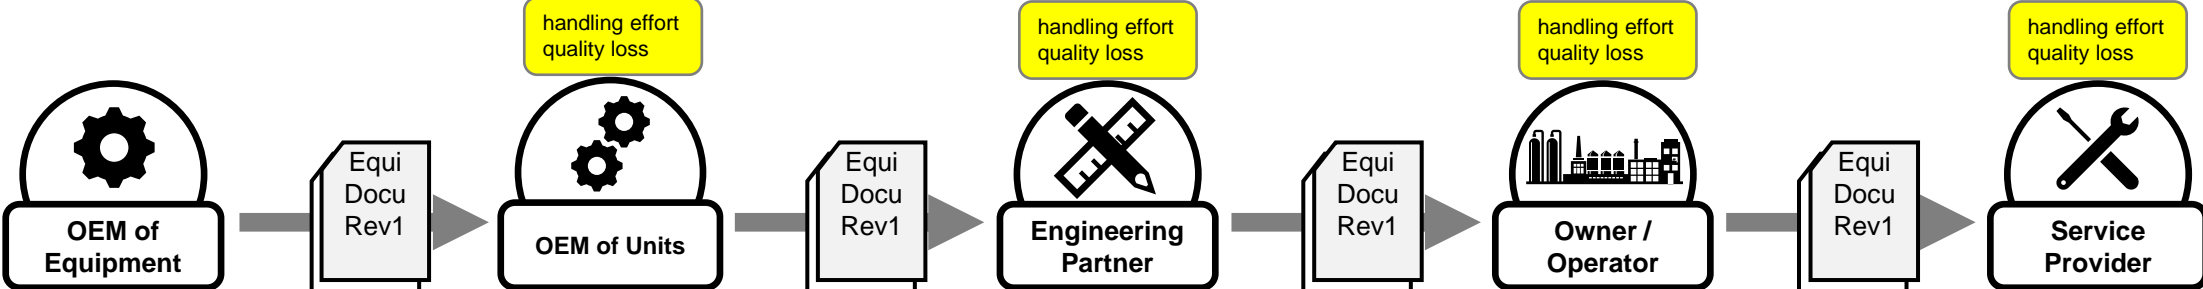 handling effort
quality loss
handling effort
quality loss
handling effort
quality loss
handling effort
quality loss
OEM of
Equipment
Equi
Docu
Rev1
OEM of Units
Equi
Docu
Rev1
Engineering
Partner
Equi
Docu
Rev1
Owner /
Operator
Equi
Docu
Rev1
Service
Provider